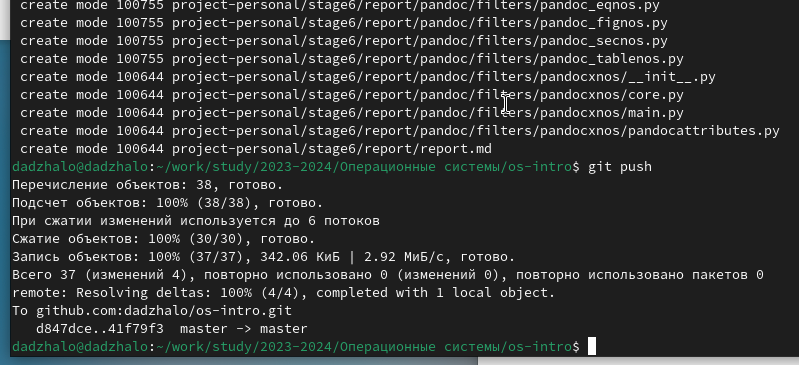 create mode 100755 project-personal/stage6/report/pandoc/filters/pandoc_eqnos.py
create mode 100755 project-personal/stage6/report/pandoc/filters/pandoc_fignos.py
create mode 100755 project-personal/stage6/report/pandoc/filters/pandoc_secnos.py
create mode 100755 project-personal/stage6/report/pandoc/filters/pandoc_tablenos.py
create mode 100644 project-personal/stage6/report/pandoc/filters/pandocxnos/__init__.py
create mode 100644 project-personal/stage6/report/pandoc/filters/pandocxnos/core.py
create mode 100644 project-personal/stage6/report/pandoc/filters/pandocxnos/main.py
create mode 100644 project-personal/stage6/report/pandoc/filters/pandocxnos/pandocattributes.py
create mode 100644 project-personal/stage6/report/report.md
dadzhalo@dadzhalo:~/work/study/2023-2024/Операционные системы/os-intro$ git push
Перечисление объектов: 38, готово.
Подсчет объектов: 100% (38/38), готово.
При сжатии изменений используется до 6 потоков
Сжатие объектов: 100% (30/30), готово.
Запись объектов: 100% (37/37), 342.06 КиБ | 2.92 МиБ/с, готово.
Всего 37 (изменений 4), повторно использовано 0 (изменений 0), повторно использовано пакетов 0
remote: Resolving deltas: 100% (4/4), completed with 1 local object.
To github.com:dadzhalo/os-intro.git
d847dce..41f79f3  master -> master
dadzhalo@dadzhalo:~/work/study/2023-2024/Операционные системы/os-intro$